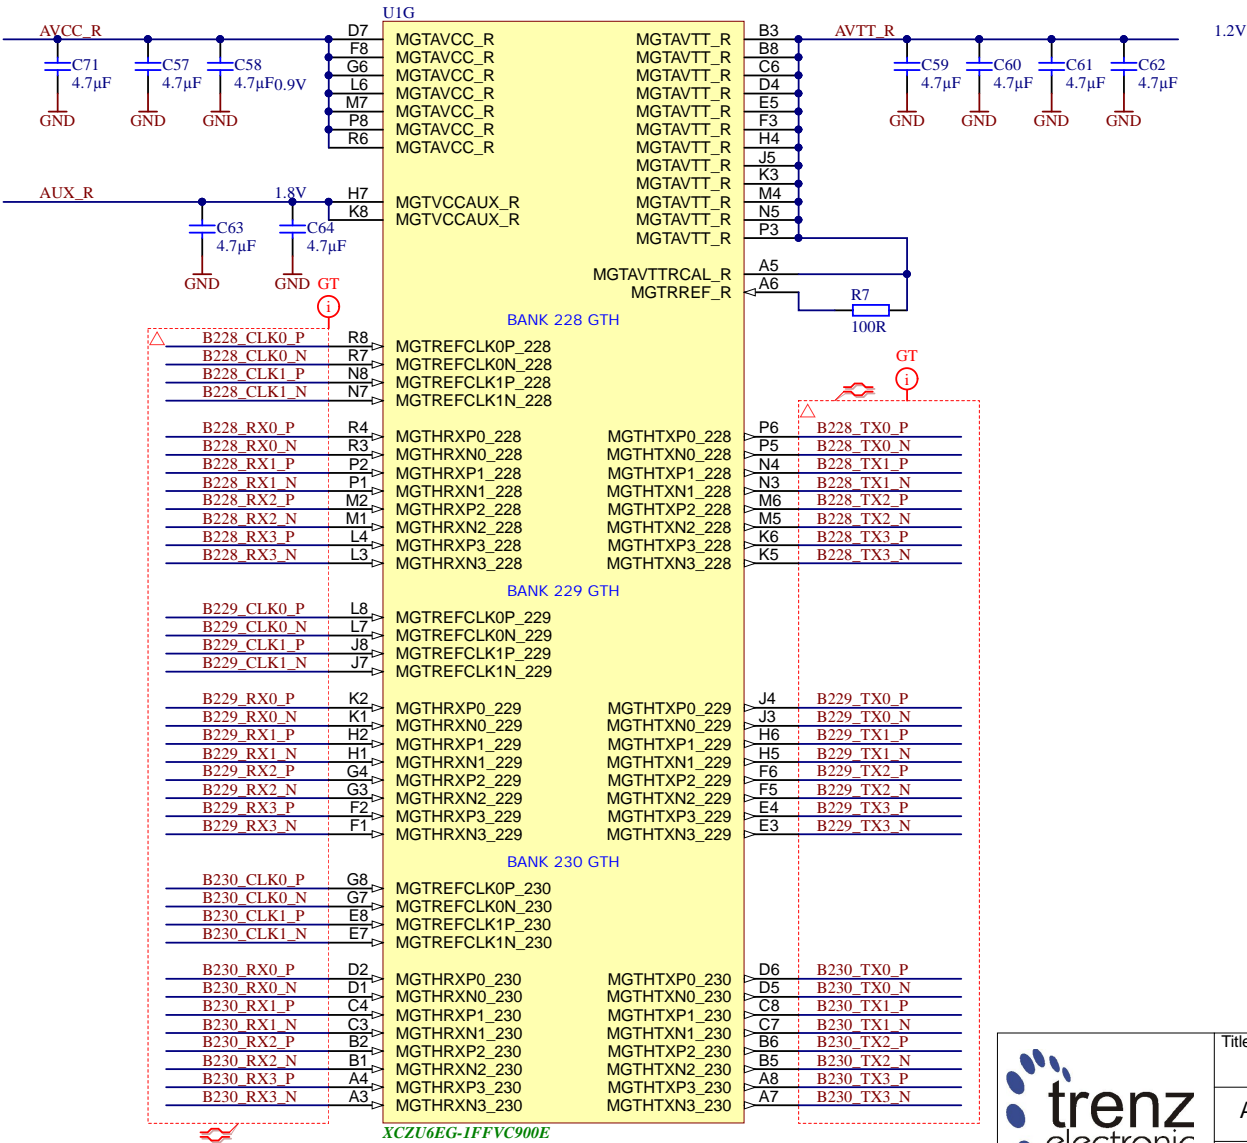 U1G
AVCC_R D7 MGTAVCC_R MGTAVTT_R B3 AVTT_R 1.2V
F8 MGTAVCC_R MGTAVTT_R B8
G6 MGTAVCC_R MGTAVTT_R C6
L6 MGTAVCC_R MGTAVTT_R D4
M7 MGTAVCC_R MGTAVTT_R E5
P8 MGTAVCC_R MGTAVTT_R F3
R6 MGTAVCC_R MGTAVTT_R H4
C71 C57 C58 C59 C60 C61 C62
4.7µF 4.7µF 4.7µF 0.9V 4.7µF 4.7µF 4.7µF 4.7µF
GND GND GND GND GND GND GND
MGTAVTT_R J5
MGTAVTT_R K3
AUX_R 1.8V H7 MGTVCCAUX_R MGTAVTT_R M4
K8 MGTVCCAUX_R MGTAVTT_R N5
MGTAVTT_R P3
C63 C64
4.7µF 4.7µF
GND GND
MGTAVTTRCAL_R A5
MGTRREF_R A6
R7
100R
GT
i
BANK 228 GTH
B228_CLK0_P R8 MGTREFCLK0P_228
B228_CLK0_N R7 MGTREFCLK0N_228
B228_CLK1_P N8 MGTREFCLK1P_228
B228_CLK1_N N7 MGTREFCLK1N_228
GT
i
B228_RX0_P R4 MGTHRXP0_228 MGTHTXP0_228 P6 B228_TX0_P
B228_RX0_N R3 MGTHRXN0_228 MGTHTXN0_228 P5 B228_TX0_N
B228_RX1_P P2 MGTHRXP1_228 MGTHTXP1_228 N4 B228_TX1_P
B228_RX1_N P1 MGTHRXN1_228 MGTHTXN1_228 N3 B228_TX1_N
B228_RX2_P M2 MGTHRXP2_228 MGTHTXP2_228 M6 B228_TX2_P
B228_RX2_N M1 MGTHRXN2_228 MGTHTXN2_228 M5 B228_TX2_N
B228_RX3_P L4 MGTHRXP3_228 MGTHTXP3_228 K6 B228_TX3_P
B228_RX3_N L3 MGTHRXN3_228 MGTHTXN3_228 K5 B228_TX3_N
BANK 229 GTH
B229_CLK0_P L8 MGTREFCLK0P_229
B229_CLK0_N L7 MGTREFCLK0N_229
B229_CLK1_P J8 MGTREFCLK1P_229
B229_CLK1_N J7 MGTREFCLK1N_229
B229_RX0_P K2 MGTHRXP0_229 MGTHTXP0_229 J4 B229_TX0_P
B229_RX0_N K1 MGTHRXN0_229 MGTHTXN0_229 J3 B229_TX0_N
B229_RX1_P H2 MGTHRXP1_229 MGTHTXP1_229 H6 B229_TX1_P
B229_RX1_N H1 MGTHRXN1_229 MGTHTXN1_229 H5 B229_TX1_N
B229_RX2_P G4 MGTHRXP2_229 MGTHTXP2_229 F6 B229_TX2_P
B229_RX2_N G3 MGTHRXN2_229 MGTHTXN2_229 F5 B229_TX2_N
B229_RX3_P F2 MGTHRXP3_229 MGTHTXP3_229 E4 B229_TX3_P
B229_RX3_N F1 MGTHRXN3_229 MGTHTXN3_229 E3 B229_TX3_N
BANK 230 GTH
B230_CLK0_P G8 MGTREFCLK0P_230
B230_CLK0_N G7 MGTREFCLK0N_230
B230_CLK1_P E8 MGTREFCLK1P_230
B230_CLK1_N E7 MGTREFCLK1N_230
B230_RX0_P D2 MGTHRXP0_230 MGTHTXP0_230 D6 B230_TX0_P
B230_RX0_N D1 MGTHRXN0_230 MGTHTXN0_230 D5 B230_TX0_N
B230_RX1_P C4 MGTHRXP1_230 MGTHTXP1_230 C8 B230_TX1_P
B230_RX1_N C3 MGTHRXN1_230 MGTHTXN1_230 C7 B230_TX1_N
B230_RX2_P B2 MGTHRXP2_230 MGTHTXP2_230 B6 B230_TX2_P
B230_RX2_N B1 MGTHRXN2_230 MGTHTXN2_230 B5 B230_TX2_N
B230_RX3_P A4 MGTHRXP3_230 MGTHTXP3_230 A8 B230_TX3_P
B230_RX3_N A3 MGTHRXN3_230 MGTHTXN3_230 A7 B230_TX3_N
XCZU6EG-1FFVC900E
Title
trenz
electronic